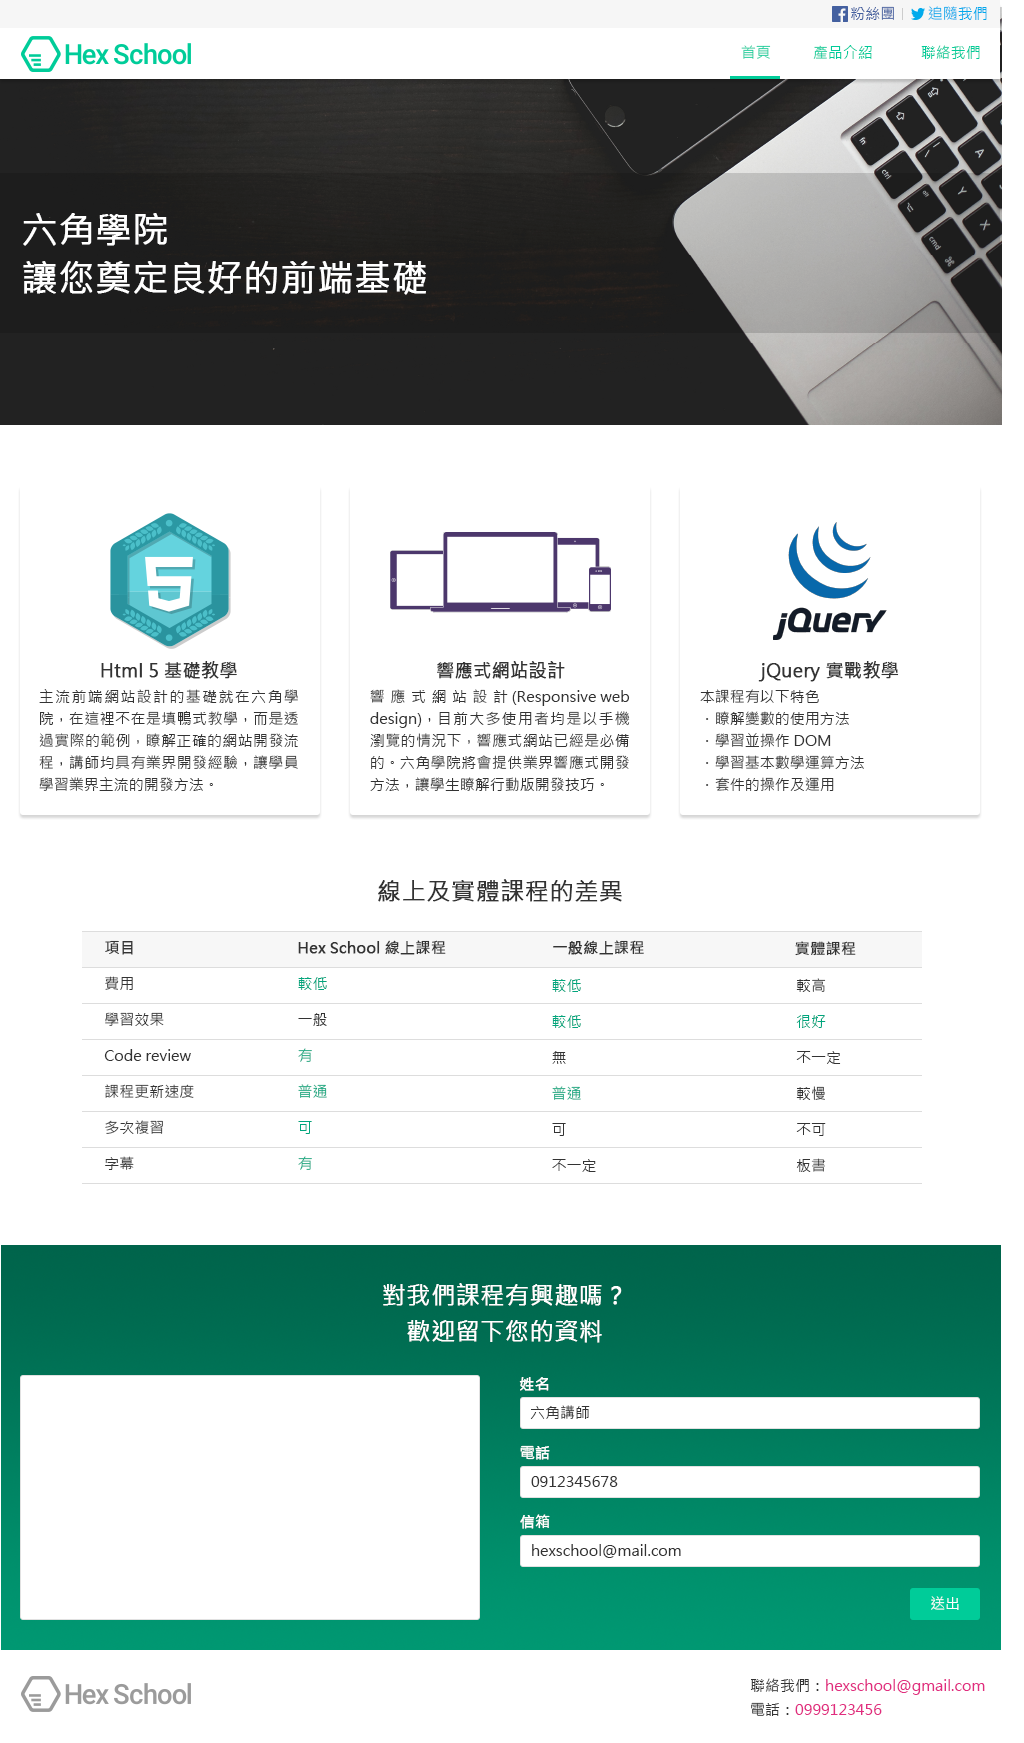 粉絲團 | 追隨我們
Hex School
首頁 產品介紹 聯絡我們
六角學院
讓您奠定良好的前端基礎
5
jQuery
Html 5 基礎教學
主流前端網站設計的基礎就在六角學
院，在這裡不在是填鴨式教學，而是透
過實際的範例，瞭解正確的網站開發流
程，講師均具有業界開發經驗，讓學員
學習業界主流的開發方法。
響應式網站設計
響應式網站設計(Responsive web
design)，目前大多使用者均是以手機
瀏覽的情況下，響應式網站已經是必備
的。六角學院將會提供業界響應式開發
方法，讓學生瞭解行動版開發技巧。
jQuery 實戰教學
本課程有以下特色
．瞭解變數的使用方法
．學習並操作 DOM
．學習基本數學運算方法
．套件的操作及運用
線上及實體課程的差異
項目 Hex School 線上課程 一般線上課程 實體課程
費用 較低 較低 較高
學習效果 一般 較低 很好
Code review 有 無 不一定
課程更新速度 普通 普通 較慢
多次複習 可 可 不可
字幕 有 不一定 板書
對我們課程有興趣嗎？
歡迎留下您的資料
姓名
六角講師
電話
0912345678
信箱
hexschool@mail.com
送出
Hex School
聯絡我們：hexschool@gmail.com
電話：0999123456